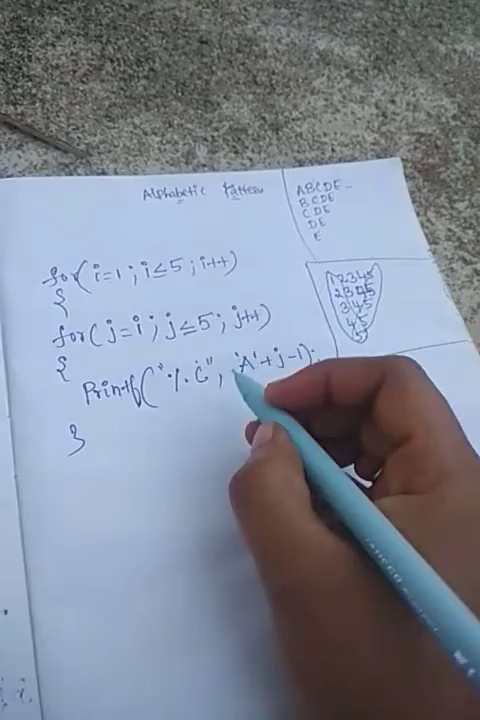 Alphabetic Pattern
ABCDE
BCDE
CDE
DE
E
for(i=1; i≤5; i++)
{
for(j=i; j≤5; j++)
{
Printf("%c", 'A'+j-1);
}
12345
2345
345
45
5